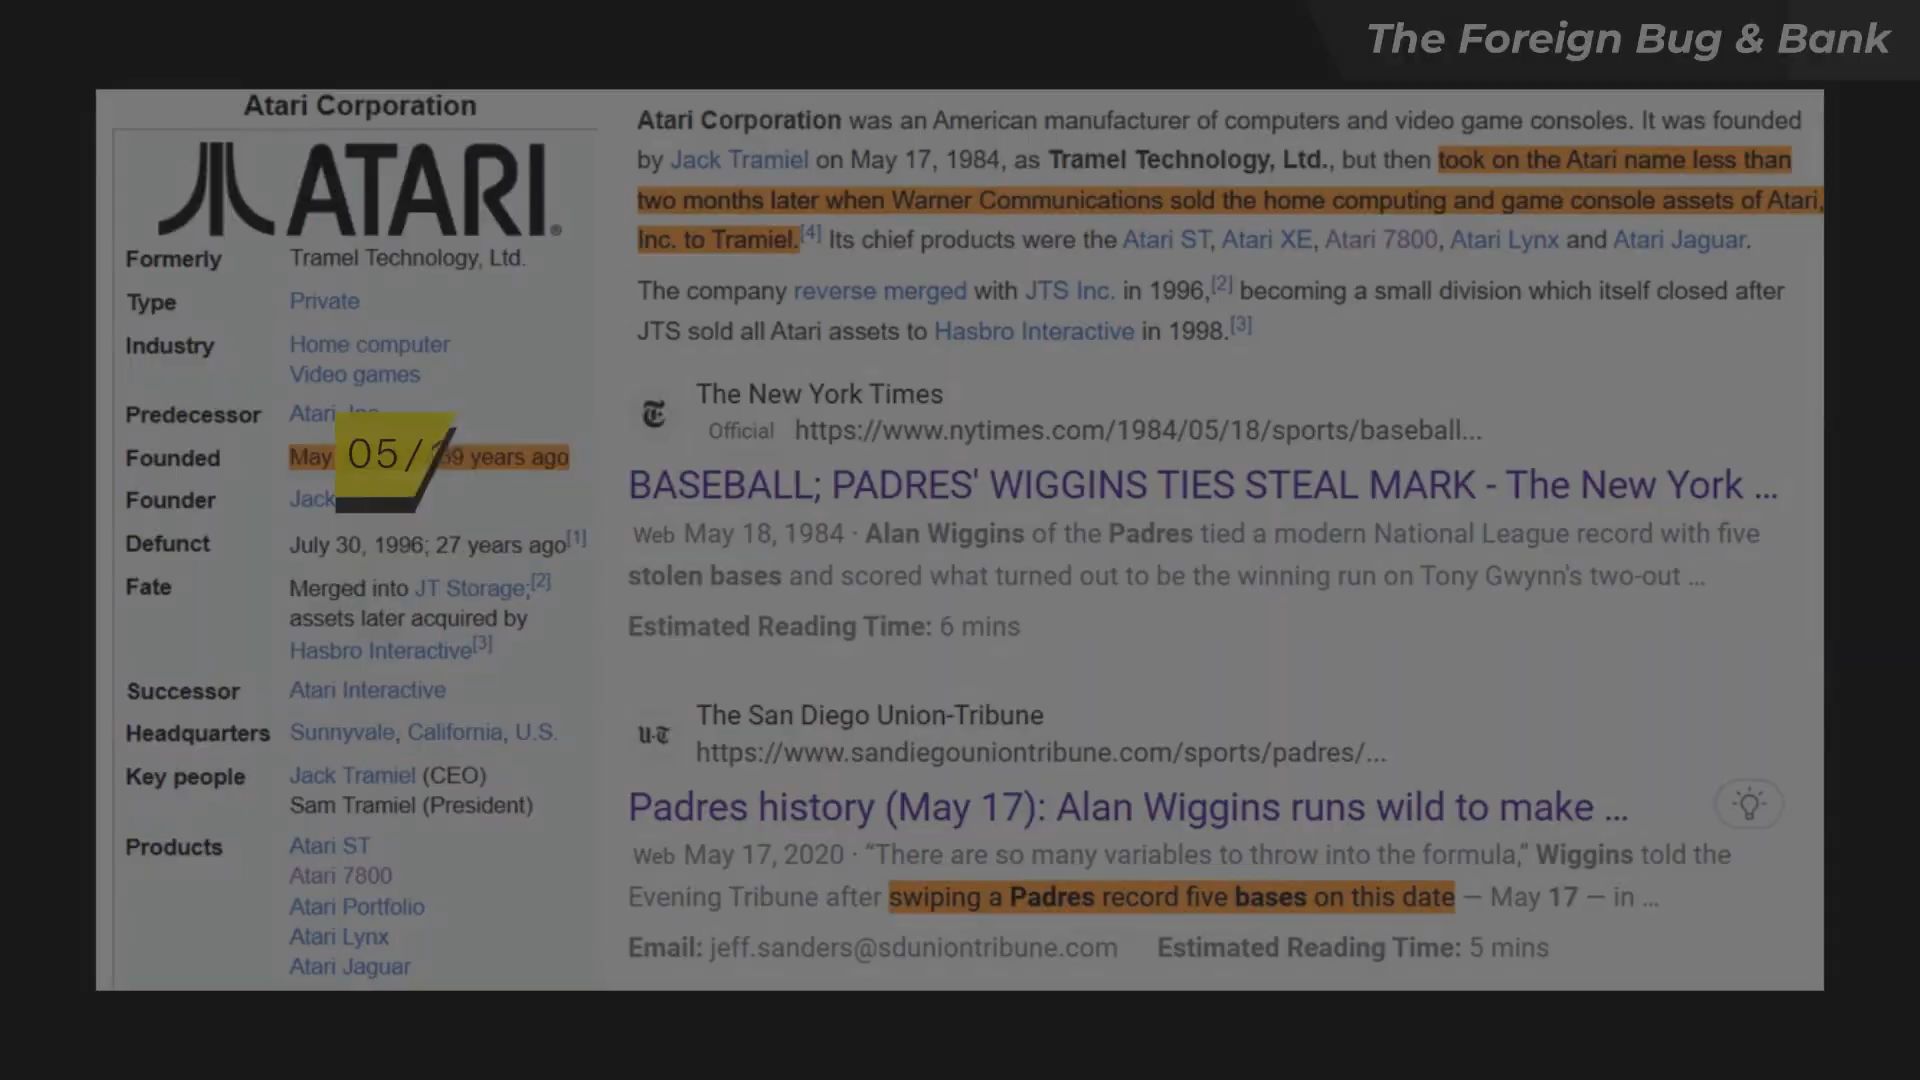 The Foreign Bug & Bank
Atari Corporation
ATARI
Formerly Tramel Technology, Ltd.
Type Private
Industry Home computer
Video games
Predecessor Atari
Founded May 05/ 39 years ago
Founder Jack
Defunct July 30, 1996; 27 years ago[1]
Fate Merged into JT Storage;[2]
assets later acquired by
Hasbro Interactive[3]
Successor Atari Interactive
Headquarters Sunnyvale, California, U.S.
Key people Jack Tramiel (CEO)
Sam Tramiel (President)
Products Atari ST
Atari 7800
Atari Portfolio
Atari Lynx
Atari Jaguar
Atari Corporation was an American manufacturer of computers and video game consoles. It was founded
by Jack Tramiel on May 17, 1984, as Tramel Technology, Ltd., but then took on the Atari name less than
two months later when Warner Communications sold the home computing and game console assets of Atari,
Inc. to Tramiel.[4] Its chief products were the Atari ST, Atari XE, Atari 7800, Atari Lynx and Atari Jaguar.
The company reverse merged with JTS Inc. in 1996,[2] becoming a small division which itself closed after
JTS sold all Atari assets to Hasbro Interactive in 1998.[3]
The New York Times
Official https://www.nytimes.com/1984/05/18/sports/baseball...
BASEBALL; PADRES' WIGGINS TIES STEAL MARK - The New York ...
Web May 18, 1984 · Alan Wiggins of the Padres tied a modern National League record with five
stolen bases and scored what turned out to be the winning run on Tony Gwynn's two-out ...
Estimated Reading Time: 6 mins
The San Diego Union-Tribune
https://www.sandiegouniontribune.com/sports/padres/...
Padres history (May 17): Alan Wiggins runs wild to make ...
Web May 17, 2020 · “There are so many variables to throw into the formula,” Wiggins told the
Evening Tribune after swiping a Padres record five bases on this date — May 17 — in ...
Email: jeff.sanders@sduniontribune.com Estimated Reading Time: 5 mins